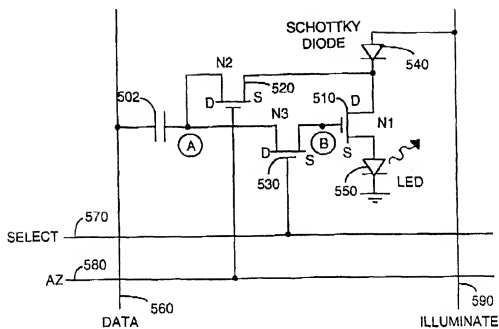 SCHOTTKY
DIODE
540
N2
502
520
510
D
D
S
N3
N1
A
B
D
S
S
530
550
LED
570
SELECT
580
AZ
560
590
DATA
ILLUMINATE